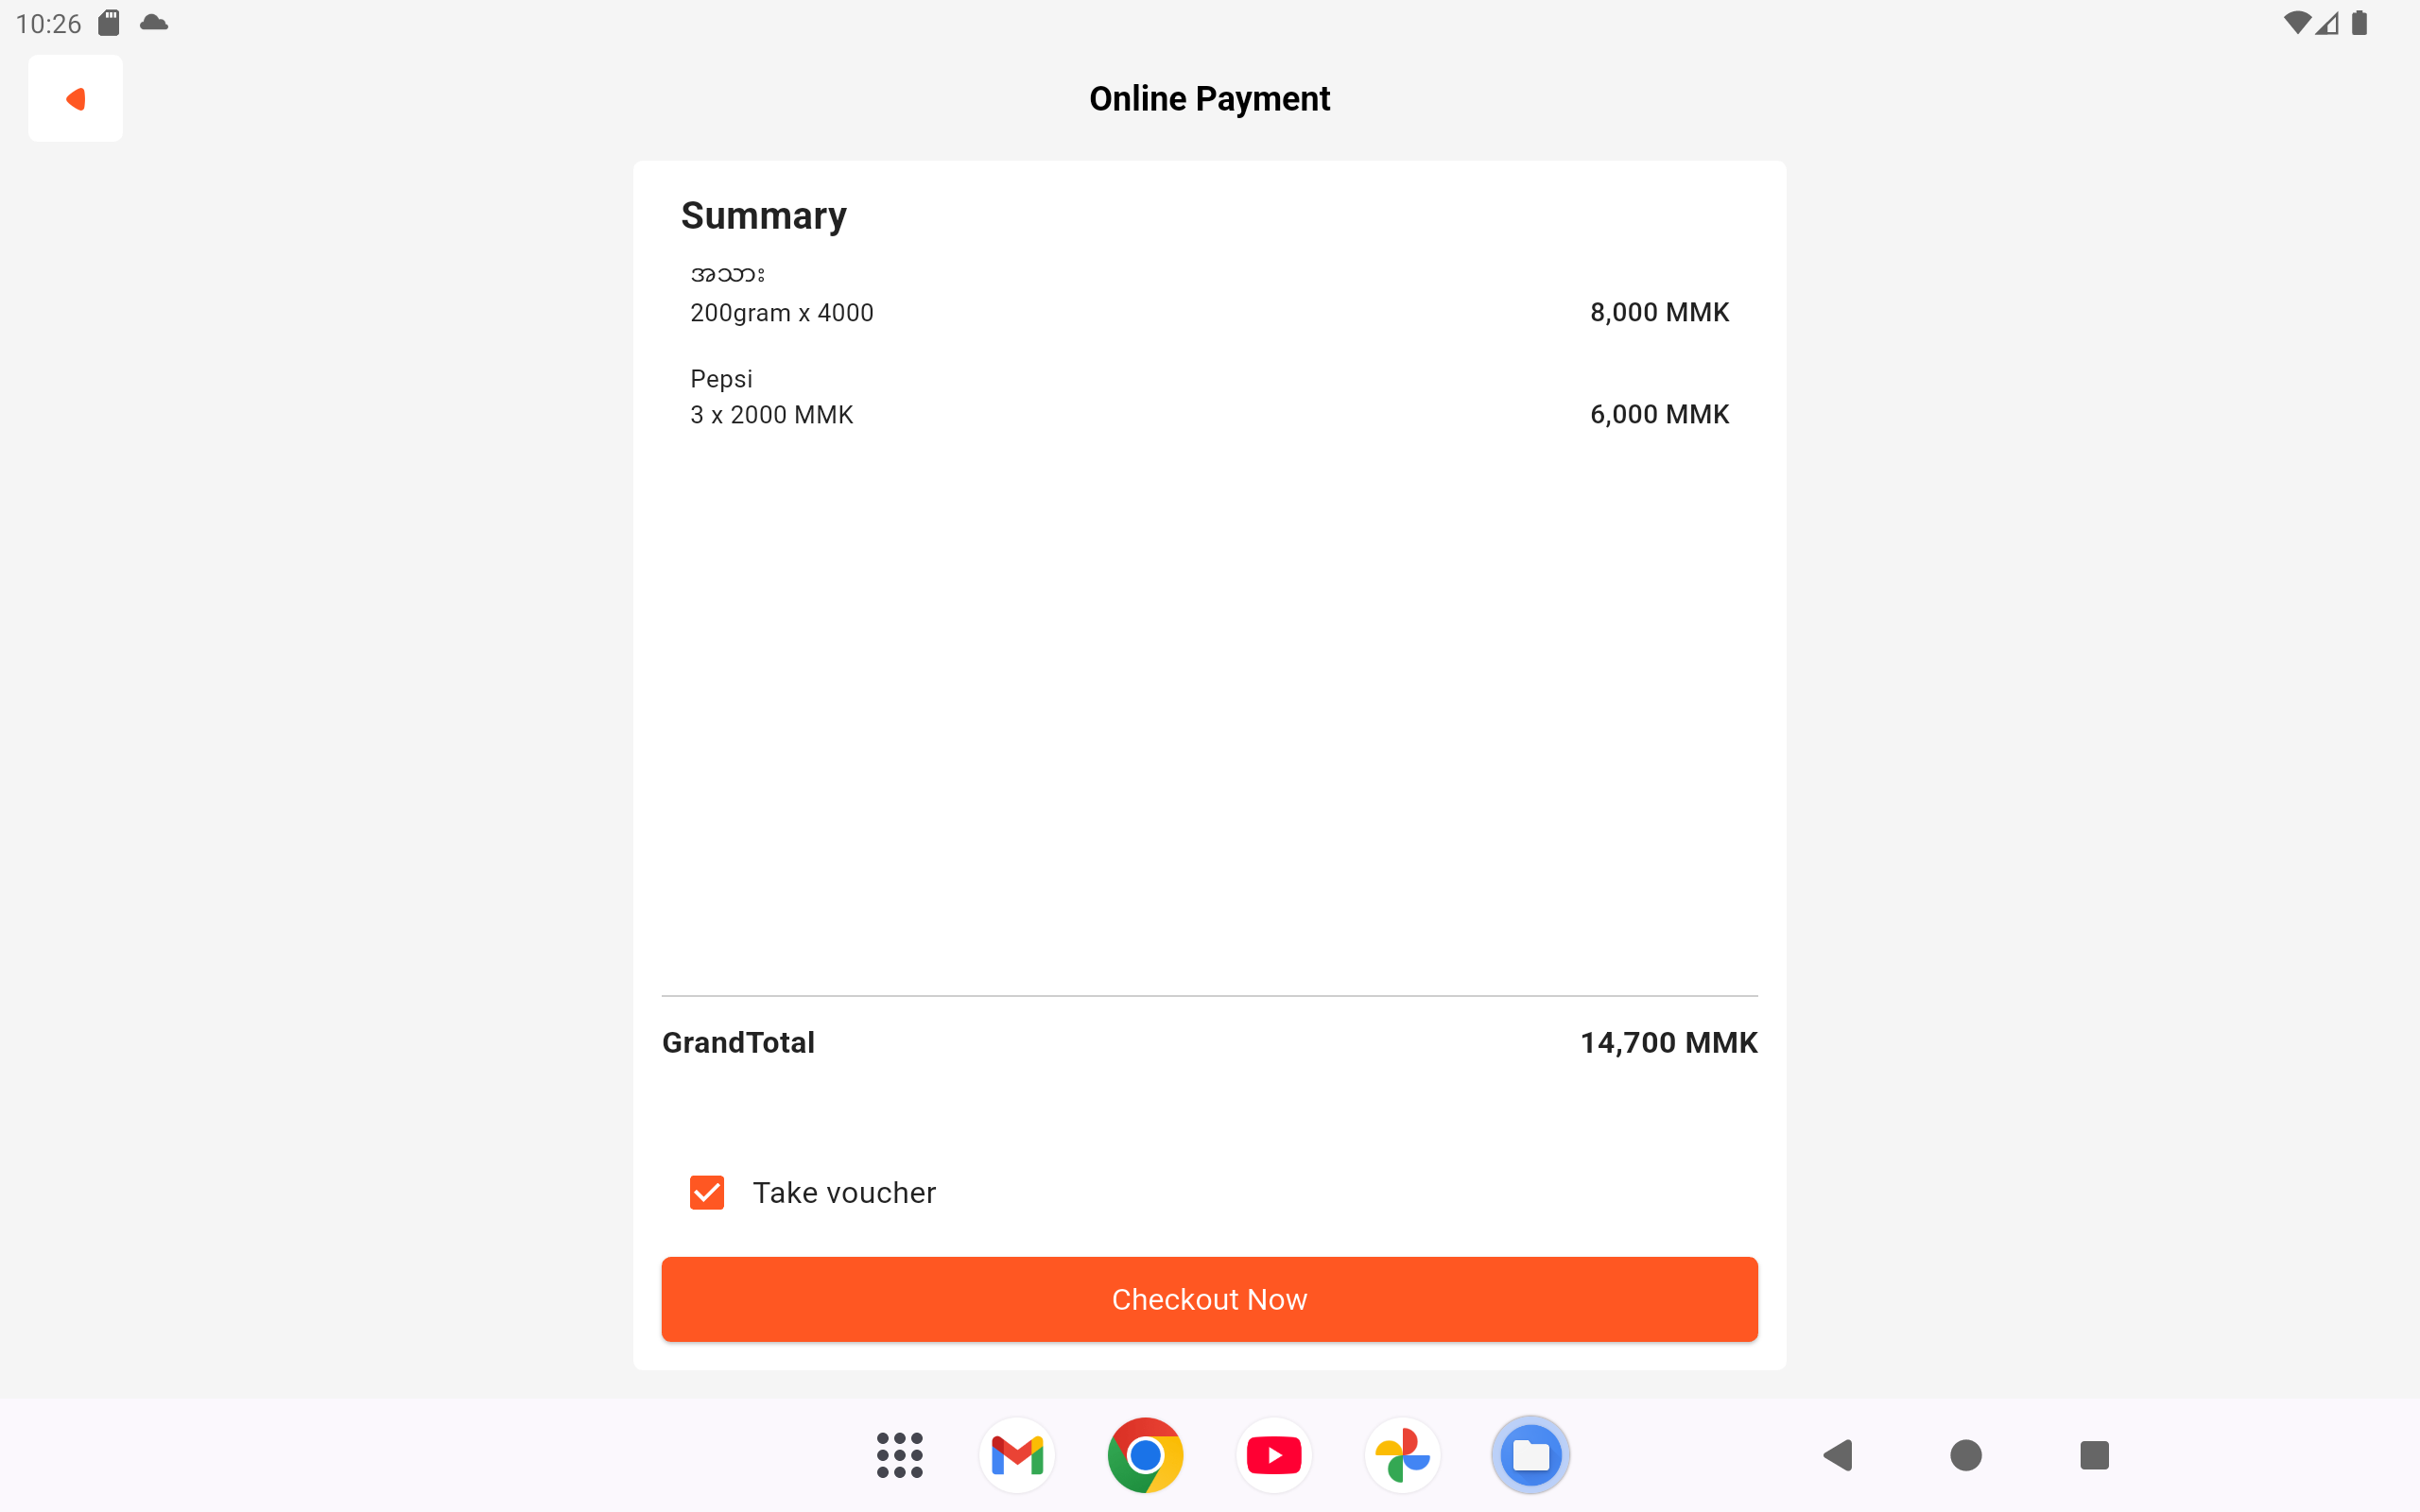 10:26
Online Payment
Summary
အသား
200gram x 4000
8,000 MMK
Pepsi
3 x 2000 MMK
6,000 MMK
GrandTotal
14,700 MMK
Take voucher
Checkout Now